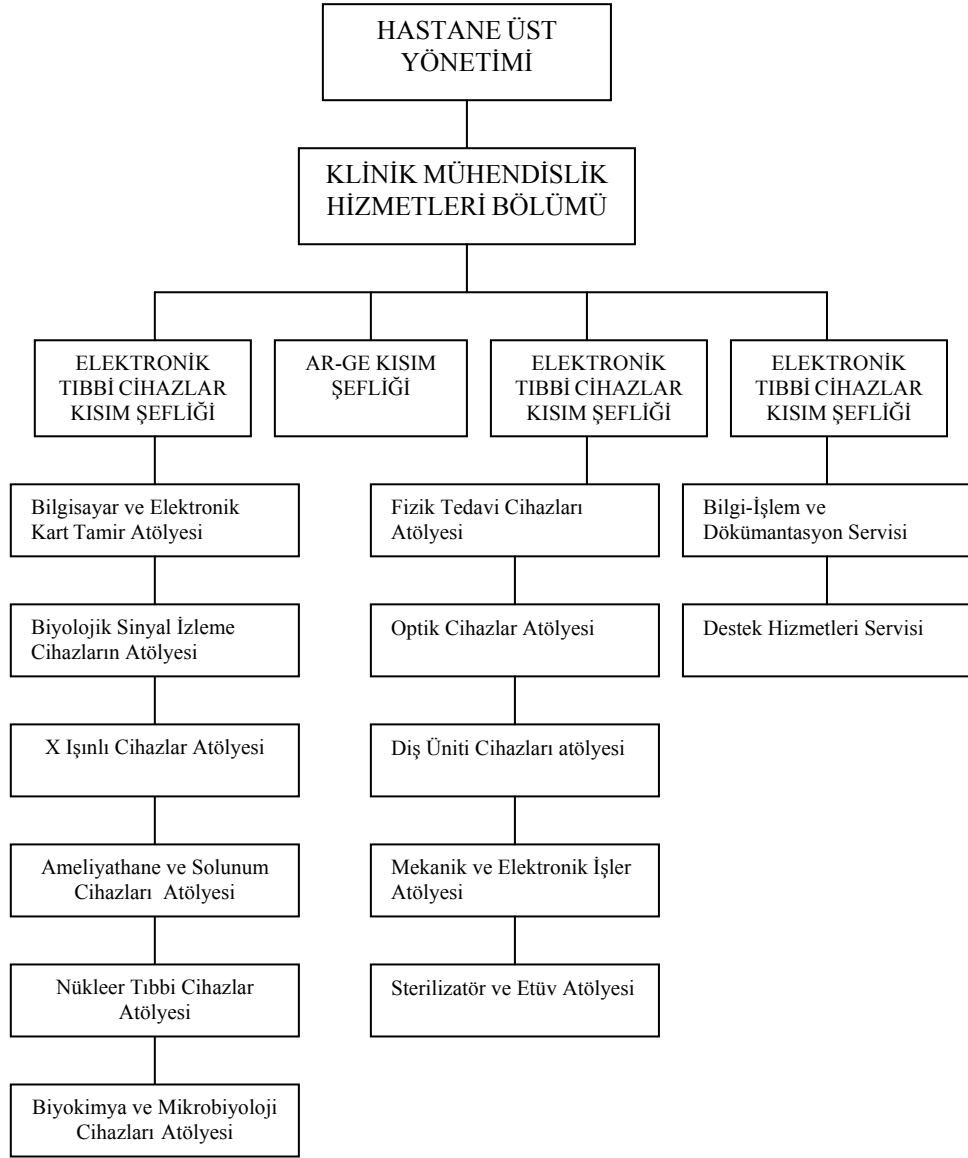 HASTANE ÜST
YÖNETİMİ
KLİNİK MÜHENDİSLİK
HİZMETLERİ BÖLÜMÜ
ELEKTRONİK
TIBBİ CİHAZLAR
KISIM ŞEFLİĞİ
AR-GE KISIM
ŞEFLİĞİ
ELEKTRONİK
TIBBİ CİHAZLAR
KISIM ŞEFLİĞİ
ELEKTRONİK
TIBBİ CİHAZLAR
KISIM ŞEFLİĞİ
Bilgisayar ve Elektronik
Kart Tamir Atölyesi
Biyolojik Sinyal İzleme
Cihazların Atölyesi
X Işınlı Cihazlar Atölyesi
Ameliyathane ve Solunum
Cihazları Atölyesi
Nükleer Tıbbi Cihazlar
Atölyesi
Biyokimya ve Mikrobiyoloji
Cihazları Atölyesi
Fizik Tedavi Cihazları
Atölyesi
Optik Cihazlar Atölyesi
Diş Üniti Cihazları atölyesi
Mekanik ve Elektronik İşler
Atölyesi
Sterilizatör ve Etüv Atölyesi
Bilgi-İşlem ve
Dökümantasyon Servisi
Destek Hizmetleri Servisi